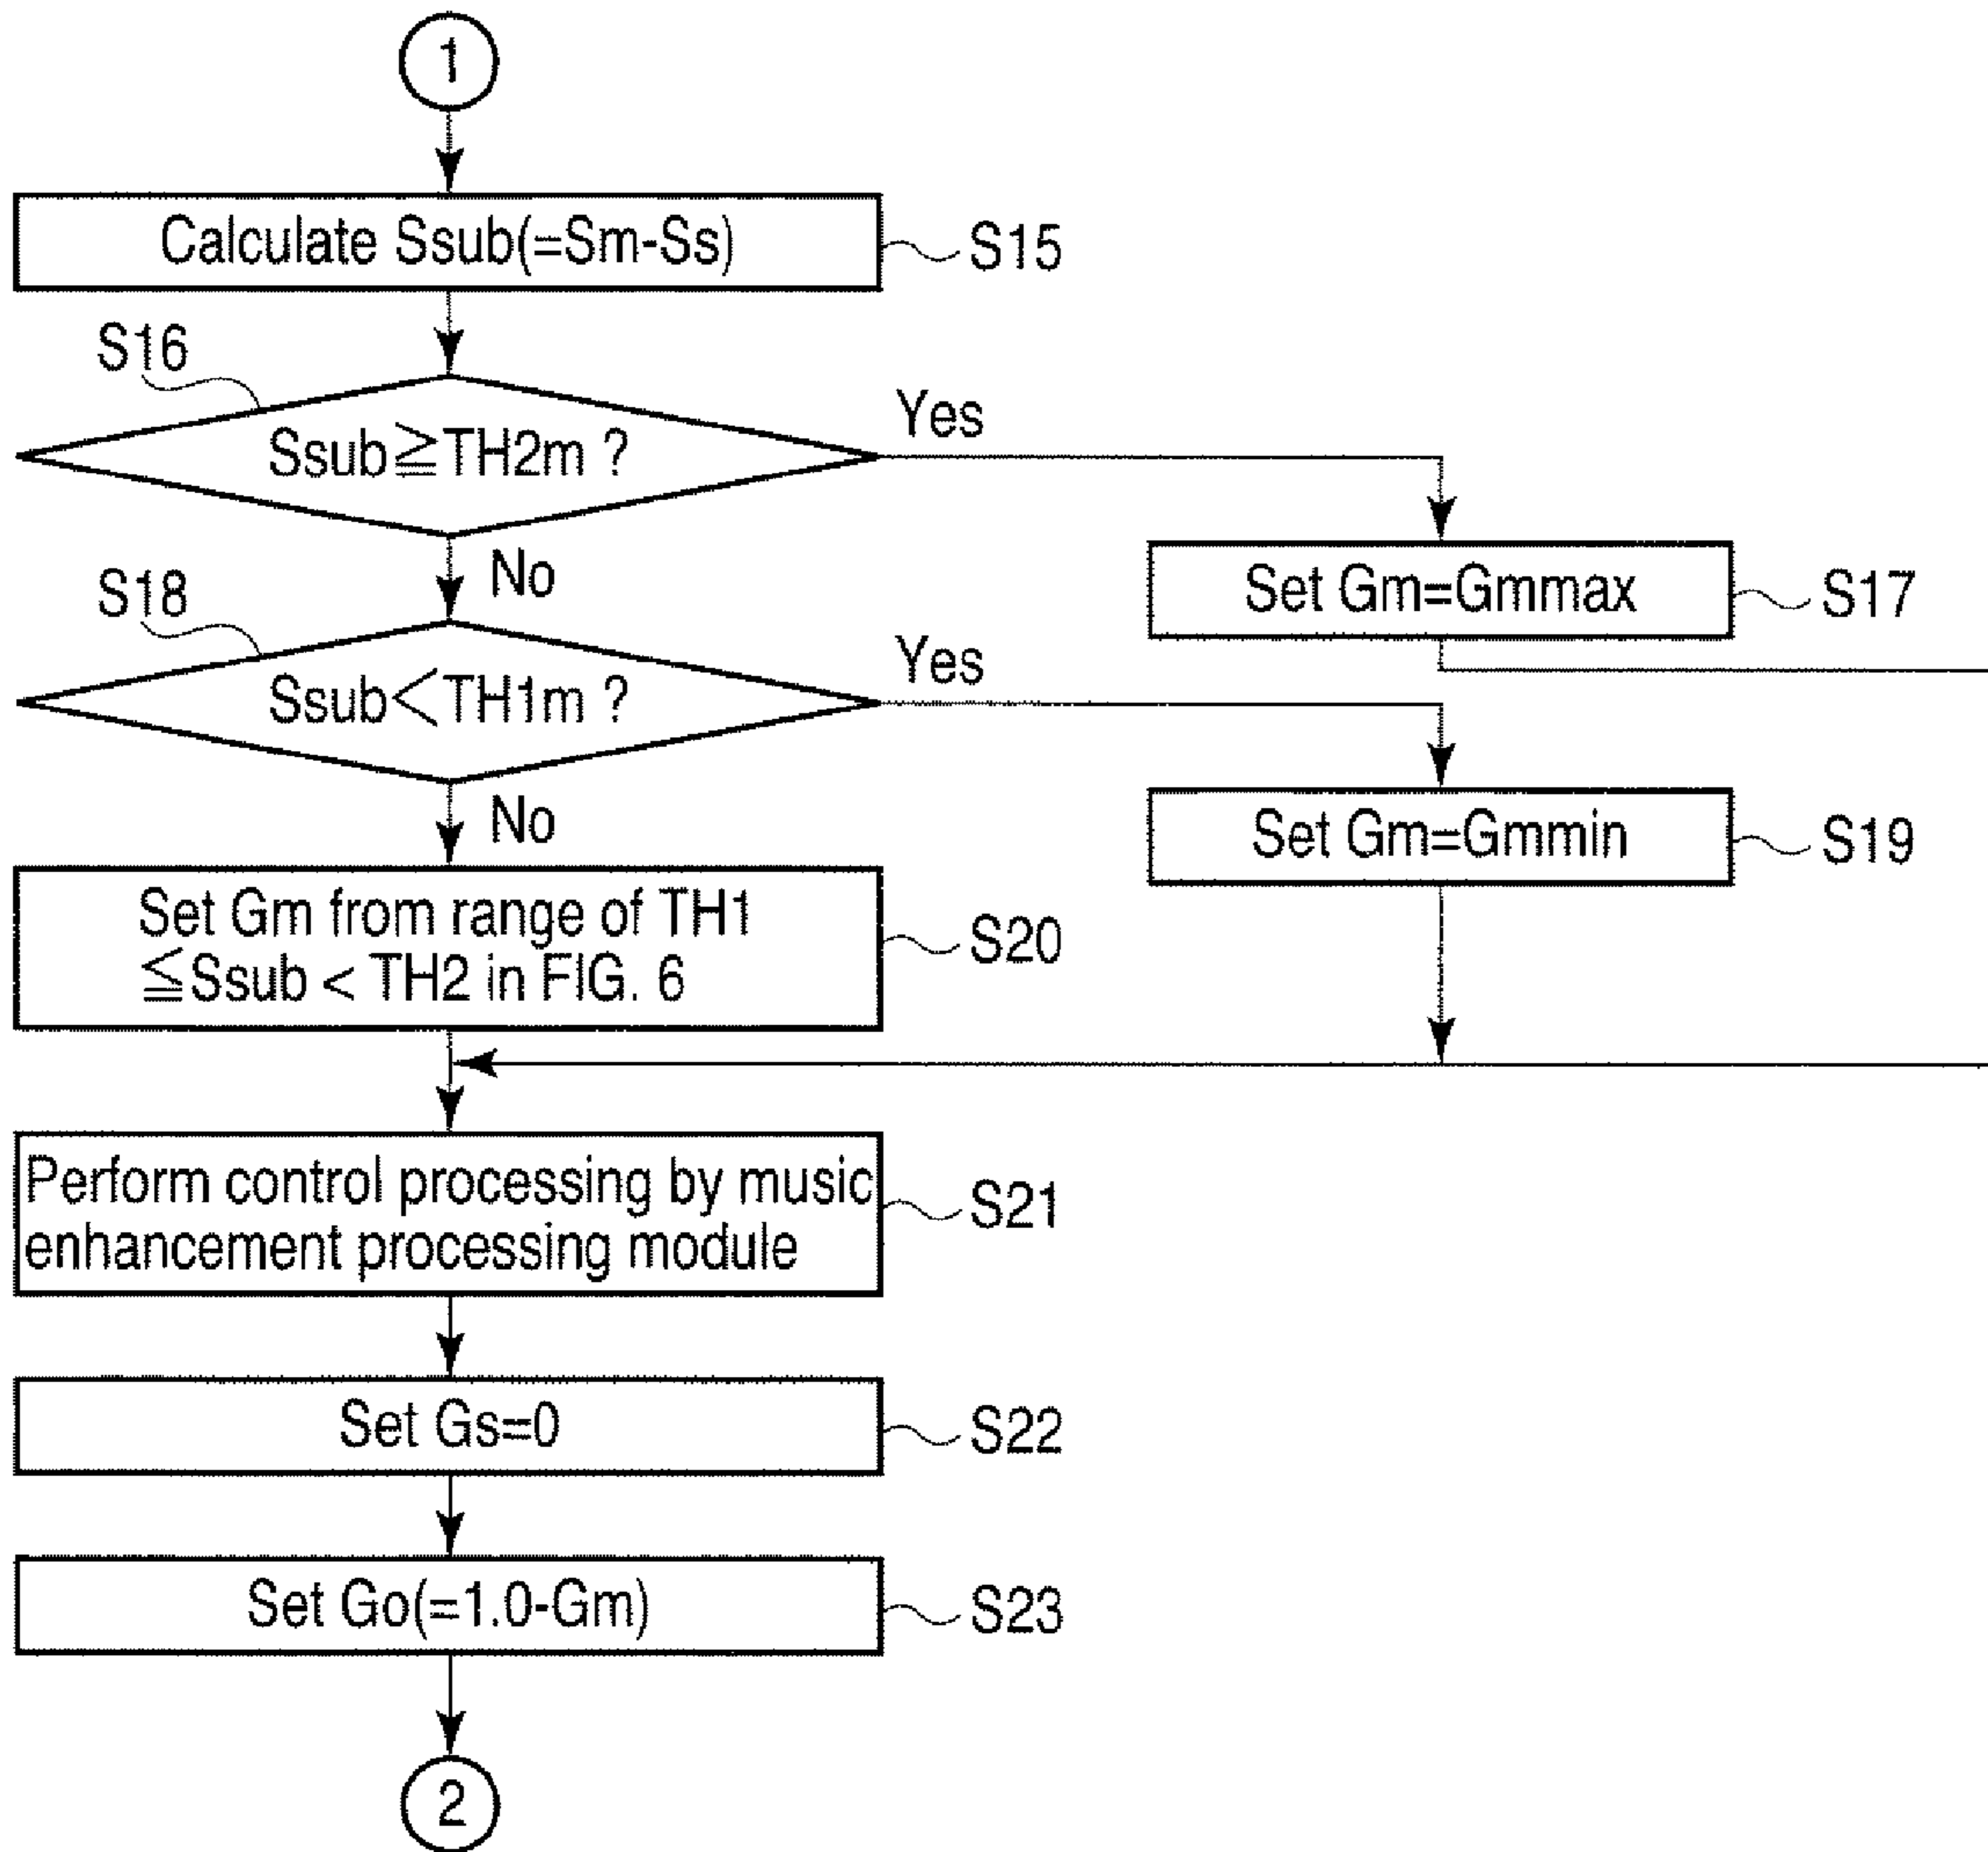 1
Calculate Ssub(=Sm-Ss)
S15
S16
Ssub≧TH2m ?
Yes
No
Set Gm=Gmmax
S17
S18
Ssub<TH1m ?
Yes
No
Set Gm=Gmmin
S19
Set Gm from range of TH1
≦Ssub < TH2 in FIG. 6
S20
Perform control processing by music
enhancement processing module
S21
Set Gs=0
S22
Set Go(=1.0-Gm)
S23
2